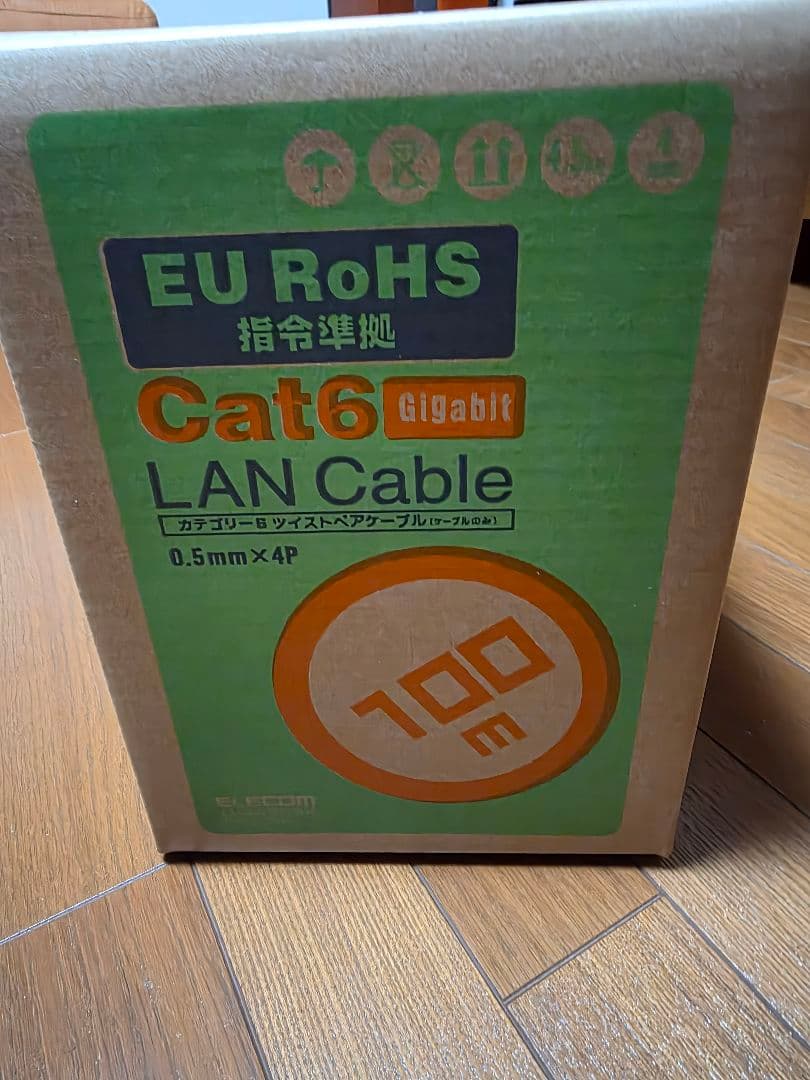 EU RoHS
指令準拠
Cat6 Gigabit
LAN Cable
カテゴリー6 ツイストペアケーブル(ケーブルのみ)
0.5mm×4P
100
m
ELECOM